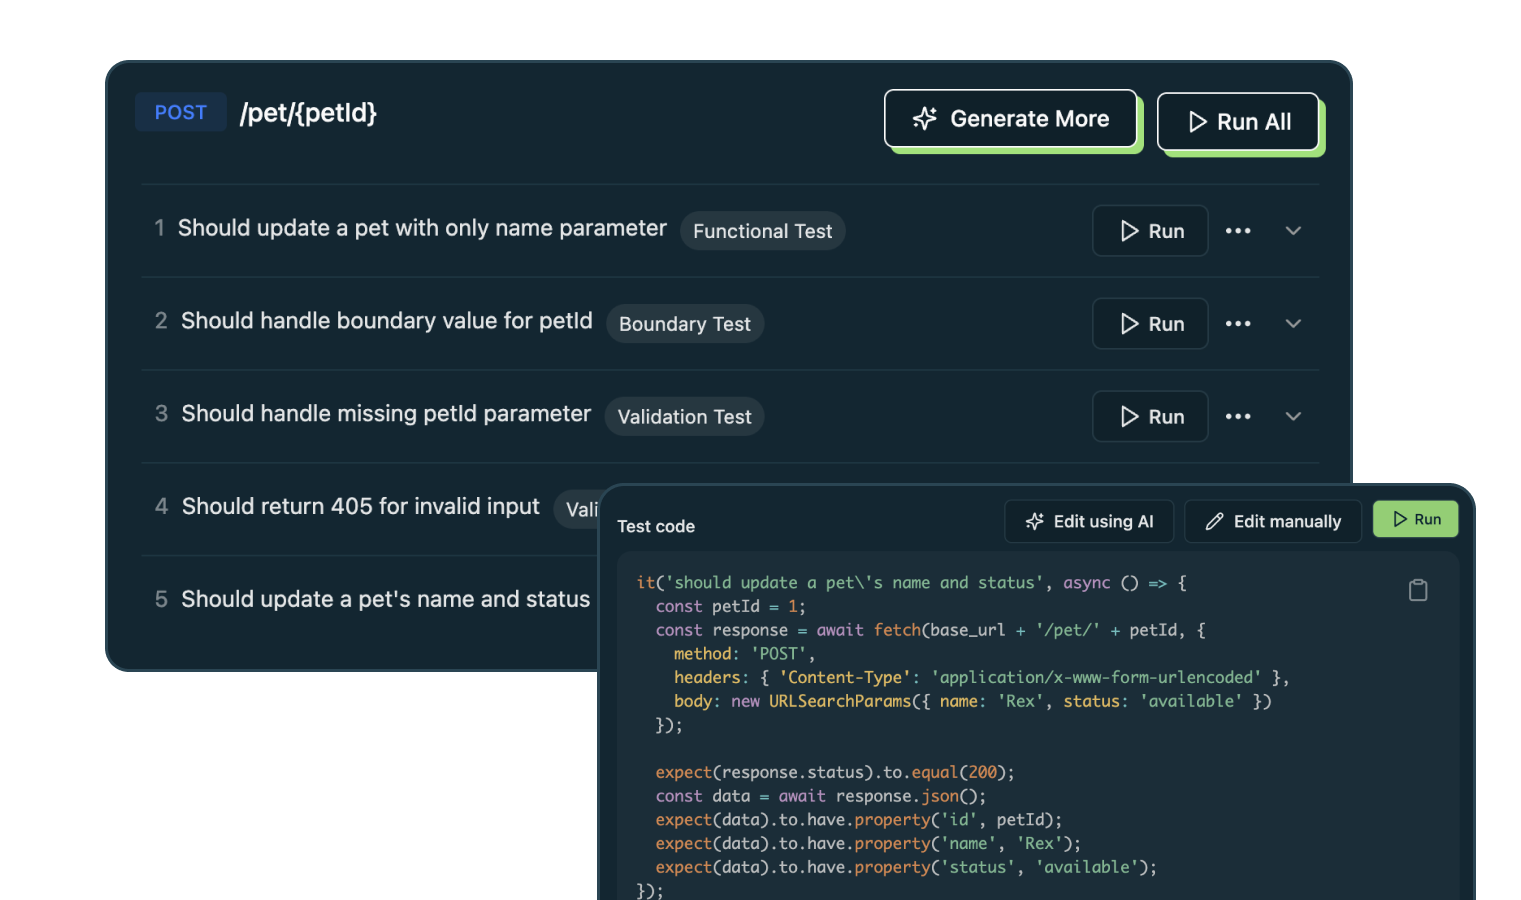 POST /pet/{petId}
Generate More
Run All
1 Should update a pet with only name parameter Functional Test Run
2 Should handle boundary value for petId Boundary Test Run
3 Should handle missing petId parameter Validation Test Run
4 Should return 405 for invalid input Vali
5 Should update a pet's name and status
Test code
Edit using AI
Edit manually
Run
it('should update a pet\'s name and status', async () => {
  const petId = 1;
  const response = await fetch(base_url + '/pet/' + petId, {
    method: 'POST',
    headers: { 'Content-Type': 'application/x-www-form-urlencoded' },
    body: new URLSearchParams({ name: 'Rex', status: 'available' })
  });

  expect(response.status).to.equal(200);
  const data = await response.json();
  expect(data).to.have.property('id', petId);
  expect(data).to.have.property('name', 'Rex');
  expect(data).to.have.property('status', 'available');
});